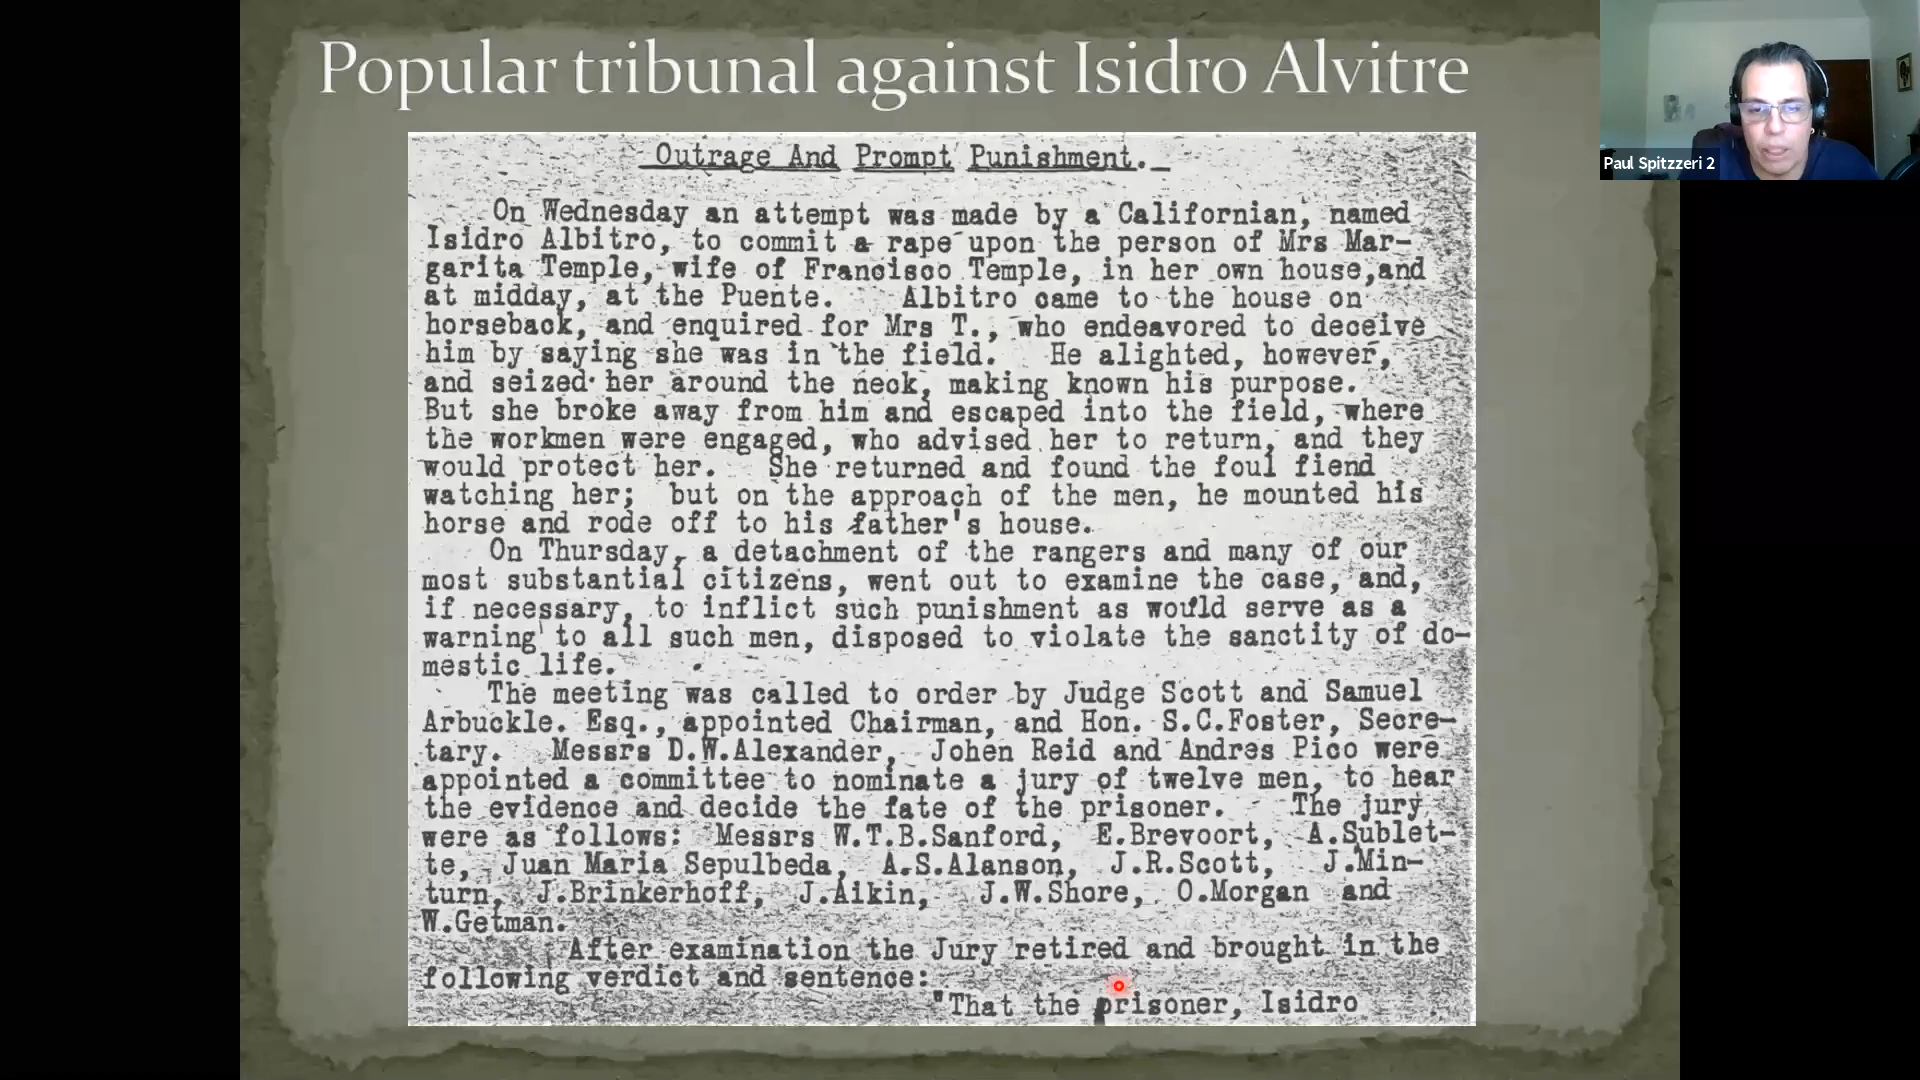 Popular tribunal against Isidro Alvitre
Paul Spitzzeri 2
Outrage And Prompt Punishment.
On Wednesday an attempt was made by a Californian, named
Isidro Albitro, to commit a rape upon the person of Mrs Mar-
garita Temple, wife of Francisco Temple, in her own house,and
at midday, at the Puente. Albitro came to the house on
horseback, and enquired for Mrs T., who endeavored to deceive
him by saying she was in the field. He alighted, however,
and seized her around the neck, making known his purpose.
But she broke away from him and escaped into the field, where
the workmen were engaged, who advised her to return, and they
would protect her. She returned and found the foul fiend
watching her; but on the approach of the men, he mounted his
horse and rode off to his father's house.
On Thursday, a detachment of the rangers and many of our
most substantial citizens, went out to examine the case, and,
if necessary, to inflict such punishment as would serve as a
warning to all such men, disposed to violate the sanctity of do-
mestic life.
The meeting was called to order by Judge Scott and Samuel
Arbuckle. Esq., appointed Chairman, and Hon. S.C.Foster, Secre-
tary. Messrs D.W.Alexander, Johen Reid and Andres Pico were
appointed a committee to nominate a jury of twelve men, to hear
the evidence and decide the fate of the prisoner. The jury
were as follows: Messrs W.T.B.Sanford, E.Brevoort, A.Sublet-
te, Juan Maria Sepulbeda, A.S.Alanson, J.R.Scott, J.Min-
turn, J.Brinkerhoff, J.Aikin, J.W.Shore, O.Morgan and
W.Getman.
After examination the Jury retired and brought in the
following verdict and sentence:
"That the prisoner, Isidro